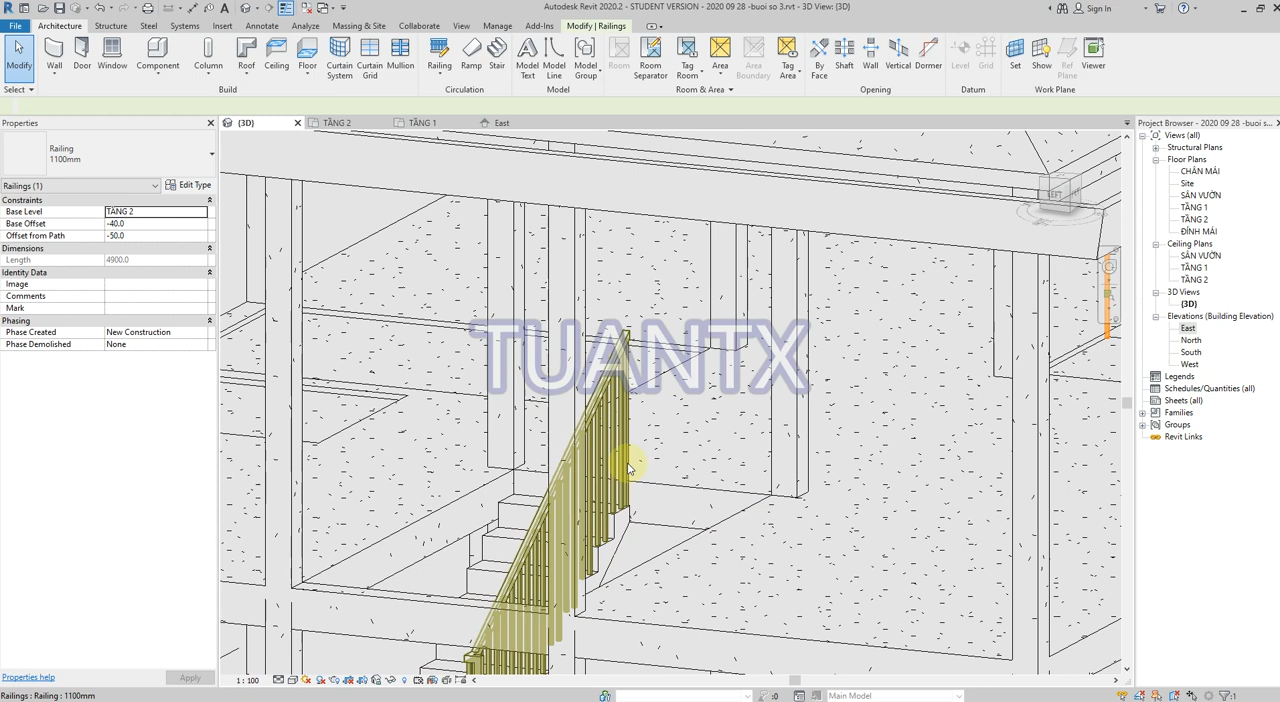 Autodesk Revit 2020.2 - STUDENT VERSION - 2020 09 28 -buoi so 3.rvt - 3D View: {3D}
Sign In
File Architecture Structure Steel Systems Insert Annotate Analyze Massing & Site Collaborate View Manage Add-Ins Modify | Railings
Modify Wall Door Window Component Column Roof Ceiling Floor Curtain System Curtain Grid Mullion Railing Ramp Stair Model Text Model Line Model Group Room Room Separator Tag Room Area Area Boundary Tag Area By Face Shaft Wall Vertical Dormer Level Grid Set Show Ref Plane Viewer
Select Build Circulation Model Room & Area Opening Datum Work Plane
Properties
{3D} TẦNG 2 TẦNG 1 East
Project Browser - 2020 09 28 -buoi s...
Railing
1100mm
Railings (1) Edit Type
Constraints
Base Level TẦNG 2
Base Offset -40.0
Offset from Path -50.0
Dimensions
Length 4900.0
Identity Data
Image
Comments
Mark
Phasing
Phase Created New Construction
Phase Demolished None
LEFT
TUANTX
Views (all)
Structural Plans
Floor Plans
CHÂN MÁI
Site
SÂN VƯỜN
TẦNG 1
TẦNG 2
ĐỈNH MÁI
Ceiling Plans
SÂN VƯỜN
TẦNG 1
TẦNG 2
3D Views
{3D}
Elevations (Building Elevation)
East
North
South
West
Legends
Schedules/Quantities (all)
Sheets (all)
Families
Groups
Revit Links
Properties help Apply
1 : 100
Railings : Railing : 1100mm
:0
Main Model
:1